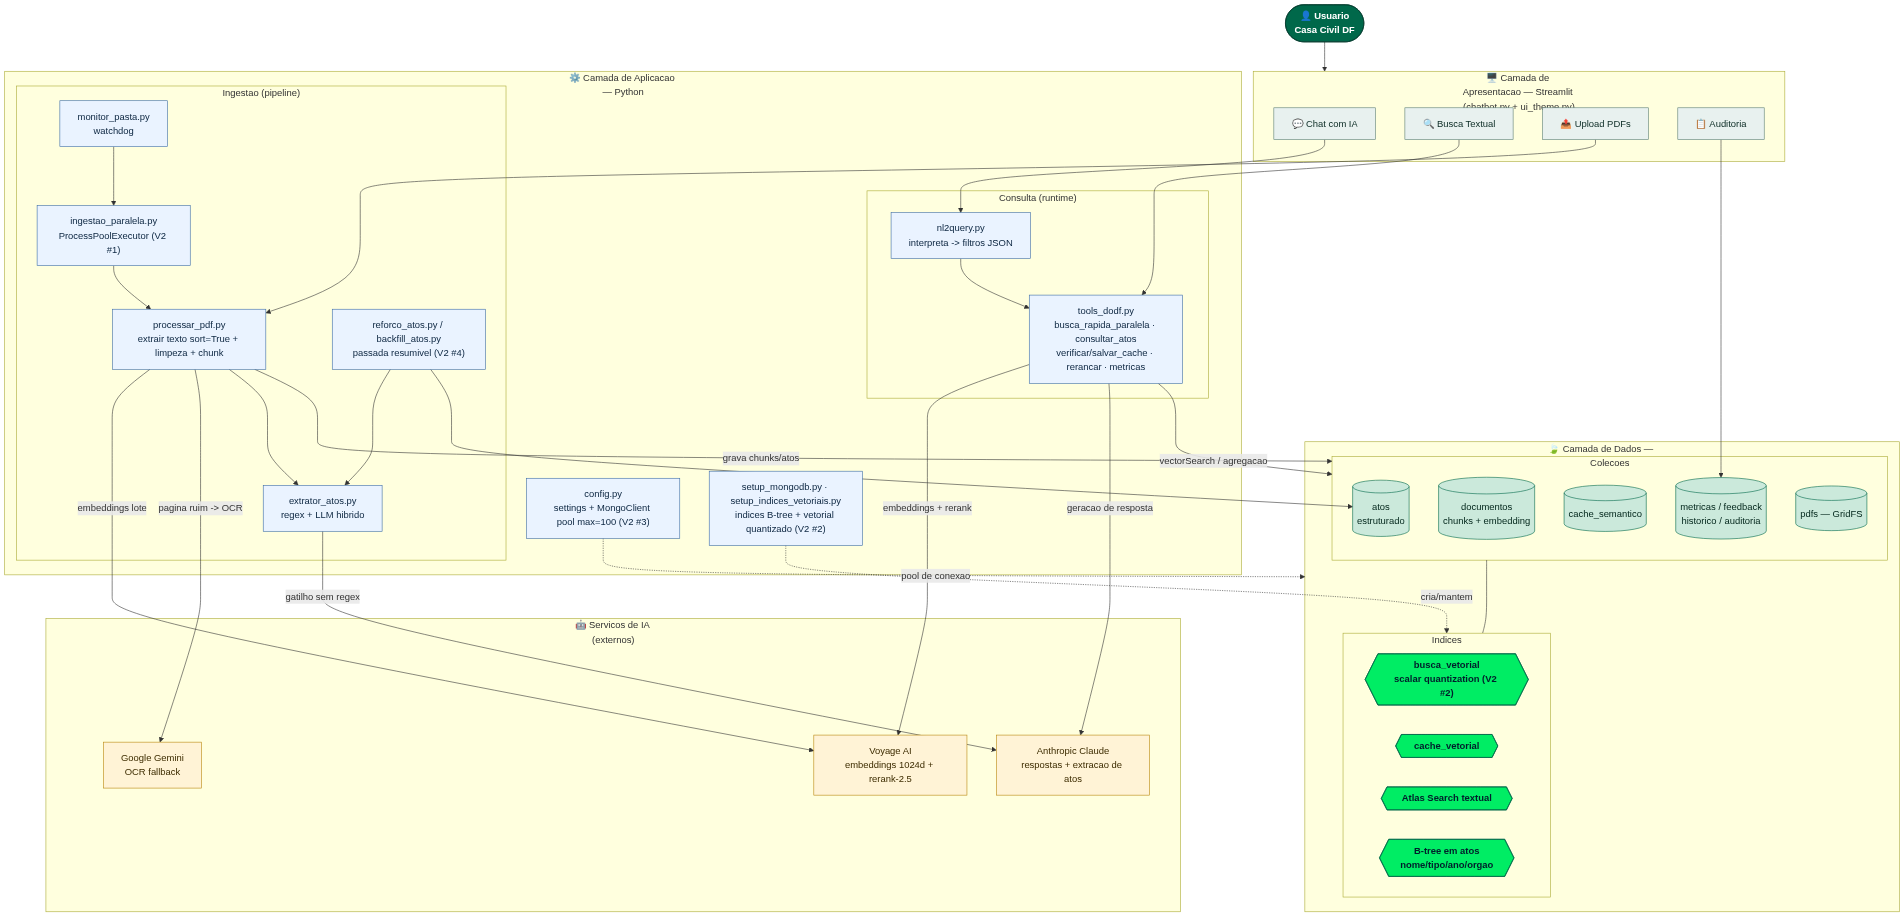 👤 Usuario
Casa Civil DF
⚙️ Camada de Aplicacao
— Python
Ingestao (pipeline)
monitor_pasta.py
watchdog
ingestao_paralela.py
ProcessPoolExecutor (V2
#1)
processar_pdf.py
extrair texto sort=True +
limpeza + chunk
reforco_atos.py /
backfill_atos.py
passada resumivel (V2 #4)
extrator_atos.py
regex + LLM hibrido
config.py
settings + MongoClient
pool max=100 (V2 #3)
setup_mongodb.py ·
setup_indices_vetoriais.py
indices B-tree + vetorial
quantizado (V2 #2)
Consulta (runtime)
nl2query.py
interpreta -> filtros JSON
tools_dodf.py
busca_rapida_paralela ·
consultar_atos
verificar/salvar_cache ·
rerancar · metricas
🖥️ Camada de
Apresentacao — Streamlit
(chatbot.py + ui_theme.py)
💬 Chat com IA
🔍 Busca Textual
📤 Upload PDFs
📋 Auditoria
grava chunks/atos
vectorSearch / agregacao
embeddings lote
pagina ruim -> OCR
embeddings + rerank
geracao de resposta
gatilho sem regex
pool de conexao
cria/mantem
🍃 Camada de Dados —
Colecoes
atos
estruturado
documentos
chunks + embedding
cache_semantico
metricas / feedback
historico / auditoria
pdfs — GridFS
Indices
busca_vetorial
scalar quantization (V2
#2)
cache_vetorial
Atlas Search textual
B-tree em atos
nome/tipo/ano/orgao
🤖 Servicos de IA
(externos)
Google Gemini
OCR fallback
Voyage AI
embeddings 1024d +
rerank-2.5
Anthropic Claude
respostas + extracao de
atos